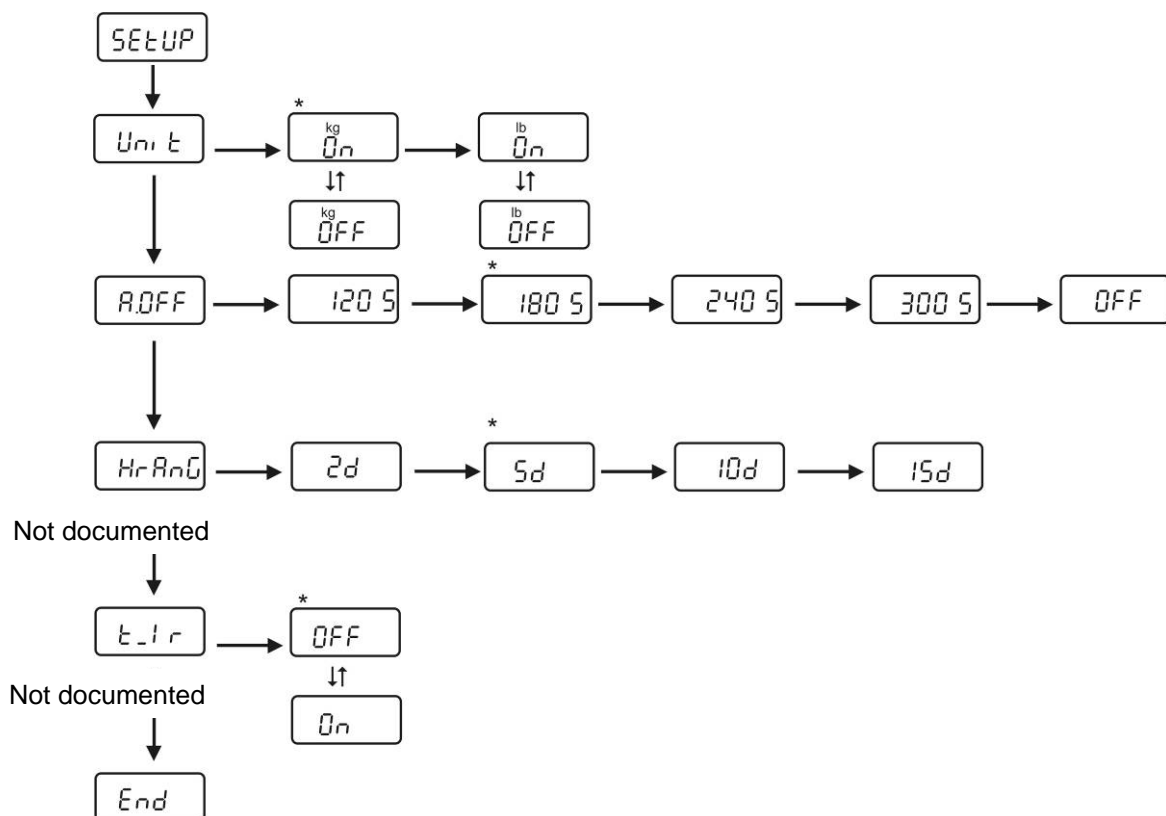 SEtUP
*
Unit
kg
On
lb
On
kg
OFF
lb
OFF
*
A.OFF
120 S
180 S
240 S
300 S
OFF
*
HrAnG
2d
5d
10d
15d
Not documented
*
t_Ir
OFF
Not documented
On
End